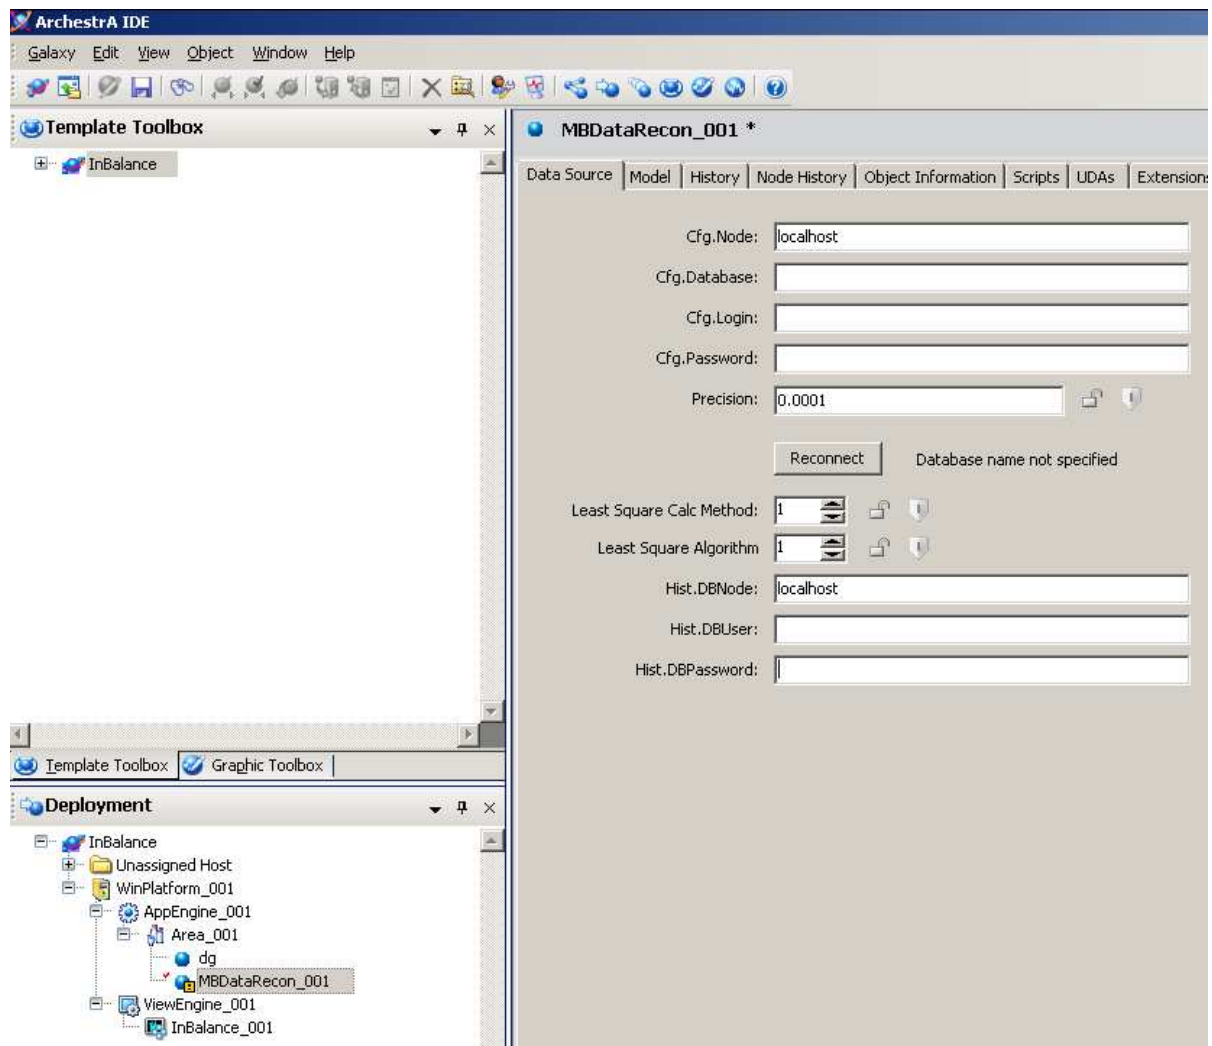 ArchestrA IDE
Galaxy Edit View Object Window Help
Template Toolbox
InBalance
MBDataRecon_001 *
Data Source Model History Node History Object Information Scripts UDAs Extensions
Cfg.Node: localhost
Cfg.Database:
Cfg.Login:
Cfg.Password:
Precision: 0.0001
Reconnect Database name not specified
Least Square Calc Method: 1
Least Square Algorithm 1
Hist.DBNode: localhost
Hist.DBUser:
Hist.DBPassword:
Template Toolbox Graphic Toolbox
Deployment
InBalance
Unassigned Host
WinPlatform_001
AppEngine_001
Area_001
dg
MBDataRecon_001
ViewEngine_001
InBalance_001